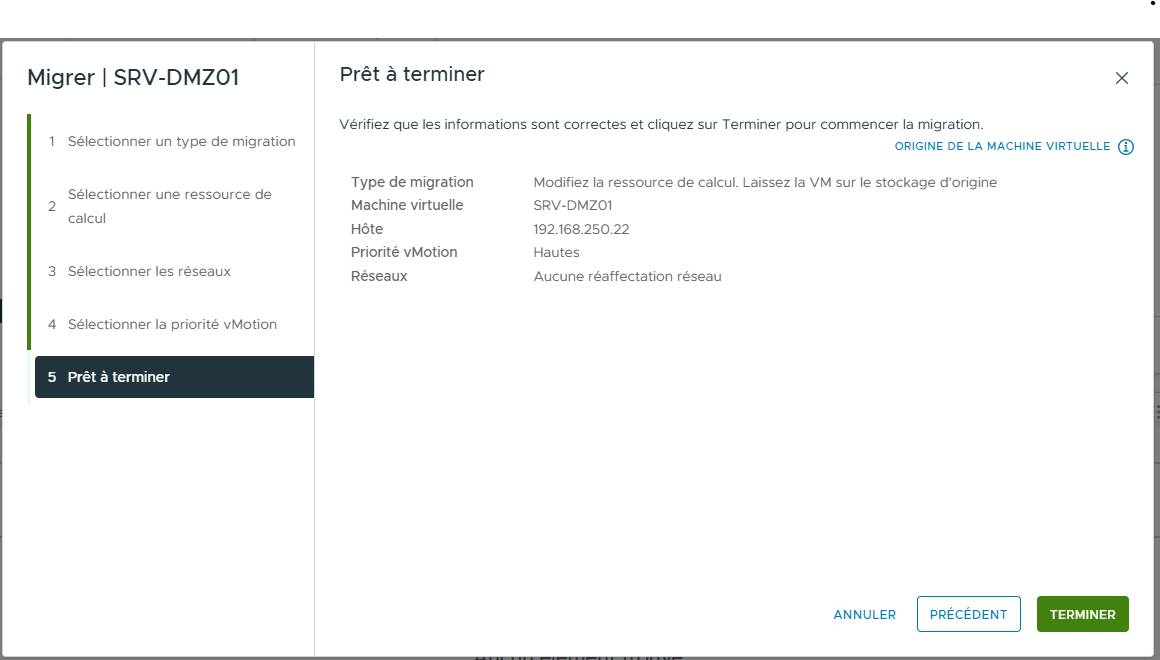 Migrer | SRV-DMZ01
1 Sélectionner un type de migration
2 Sélectionner une ressource de
calcul
3 Sélectionner les réseaux
4 Sélectionner la priorité vMotion
5 Prêt à terminer
Prêt à terminer
Vérifiez que les informations sont correctes et cliquez sur Terminer pour commencer la migration.
ORIGINE DE LA MACHINE VIRTUELLE
Type de migration Modifiez la ressource de calcul. Laissez la VM sur le stockage d'origine
Machine virtuelle SRV-DMZ01
Hôte 192.168.250.22
Priorité vMotion Hautes
Réseaux Aucune réaffectation réseau
ANNULER PRÉCÉDENT TERMINER